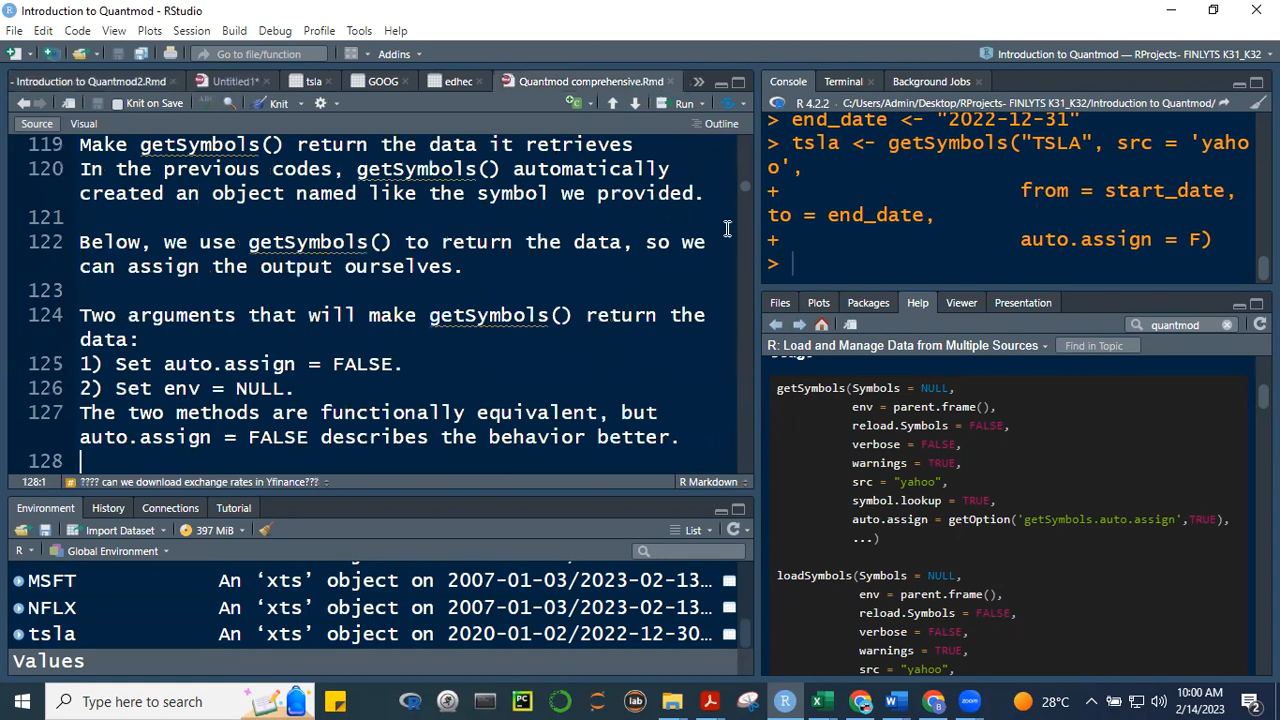 Introduction to Quantmod - RStudio
File Edit Code View Plots Session Build Debug Profile Tools Help
Go to file/function Addins Introduction to Quantmod — RProjects- FINLYTS K31_K32
- Introduction to Quantmod2.Rmd Untitled1* tsla GOOG edhec Quantmod comprehensive.Rmd
Knit on Save Knit Run
Source Visual Outline
119 Make getSymbols() return the data it retrieves
120 In the previous codes, getSymbols() automatically
created an object named like the symbol we provided.
121
122 Below, we use getSymbols() to return the data, so we
can assign the output ourselves.
123
124 Two arguments that will make getSymbols() return the
data:
125 1) Set auto.assign = FALSE.
126 2) Set env = NULL.
127 The two methods are functionally equivalent, but
auto.assign = FALSE describes the behavior better.
128
128:1 # ???? can we download exchange rates in Yfinance??? R Markdown
Environment History Connections Tutorial
Import Dataset 397 MiB List
R Global Environment
MSFT An ‘xts’ object on 2007-01-03/2023-02-13...
NFLX An ‘xts’ object on 2007-01-03/2023-02-13...
tsla An ‘xts’ object on 2020-01-02/2022-12-30...
Values
Console Terminal Background Jobs
R 4.2.2 . C:/Users/Admin/Desktop/RProjects- FINLYTS K31_K32/Introduction to Quantmod/
> end_date <- "2022-12-31"
> tsla <- getSymbols("TSLA", src = 'yaho
o',
+ from = start_date,
to = end_date,
+ auto.assign = F)
>
Files Plots Packages Help Viewer Presentation
quantmod
R: Load and Manage Data from Multiple Sources Find in Topic
getSymbols(Symbols = NULL,
env = parent.frame(),
reload.Symbols = FALSE,
verbose = FALSE,
warnings = TRUE,
src = "yahoo",
symbol.lookup = TRUE,
auto.assign = getOption('getSymbols.auto.assign',TRUE),
...)
loadSymbols(Symbols = NULL,
env = parent.frame(),
reload.Symbols = FALSE,
verbose = FALSE,
warnings = TRUE,
src = "yahoo",
Type here to search
28°C
10:00 AM
2/14/2023